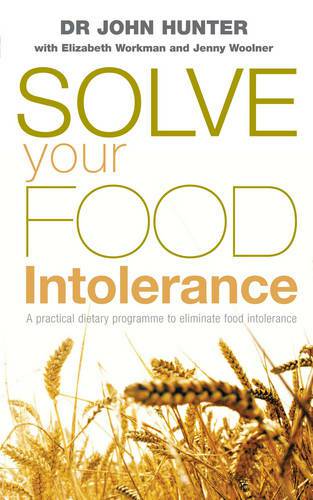 DR JOHN HUNTER
with Elizabeth Workman and Jenny Woolner
SOLVE
your
FOOD
Intolerance
A practical dietary programme to eliminate food intolerance